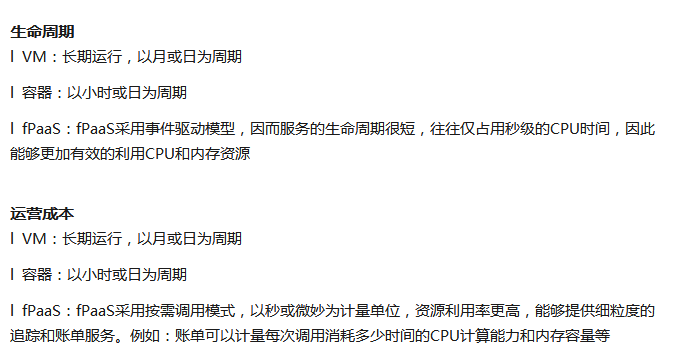 生命周期
l VM：长期运行，以月或日为周期
l 容器：以小时或日为周期
l fPaaS：fPaaS采用事件驱动模型，因而服务的生命周期很短，往往仅占用秒级的CPU时间，因此
能够更加有效的利用CPU和内存资源
运营成本
l VM：长期运行，以月或日为周期
l 容器：以小时或日为周期
l fPaaS：fPaaS采用按需调用模式，以秒或微妙为计量单位，资源利用率更高，能够提供细粒度的
追踪和账单服务。例如：账单可以计量每次调用消耗多少时间的CPU计算能力和内存容量等